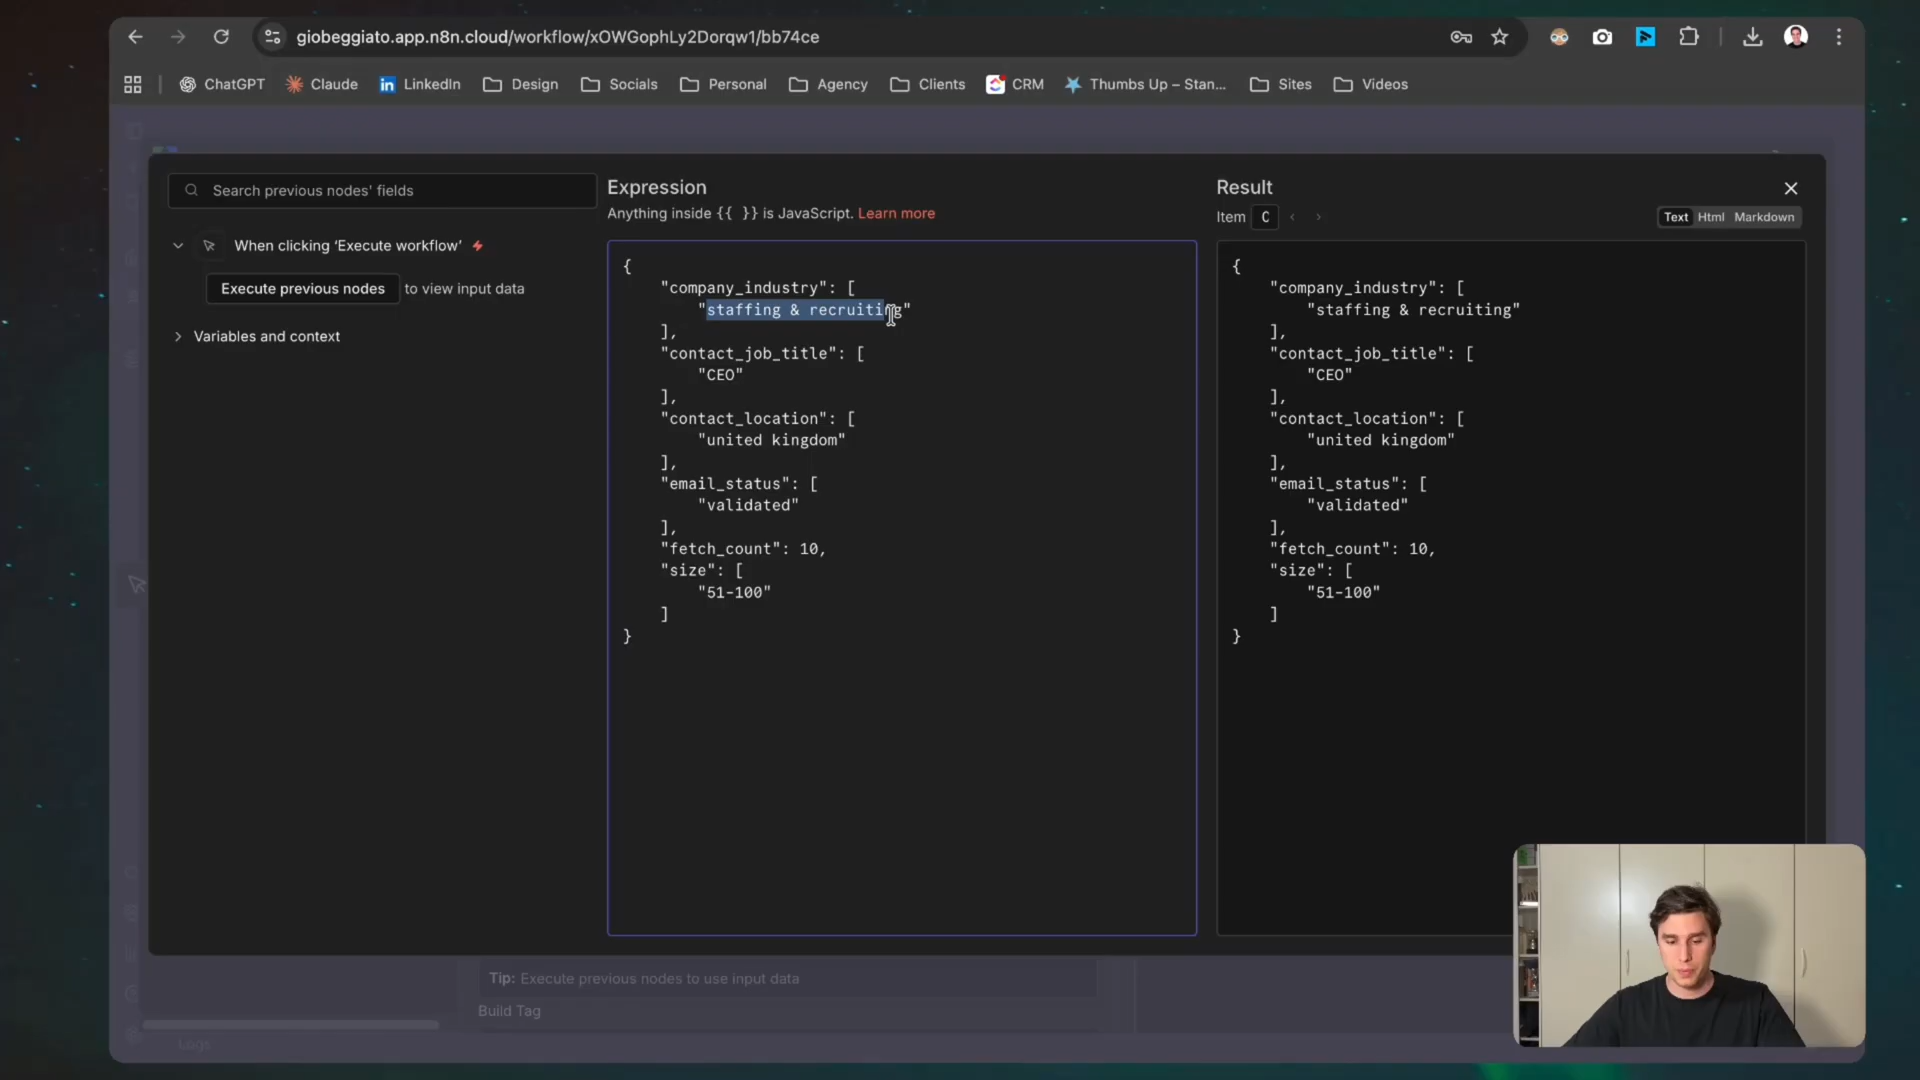 giobeggiato.app.n8n.cloud/workflow/xOWGophLy2Dorqw1/bb74ce
ChatGPT
Claude
LinkedIn
Design
Socials
Personal
Agency
Clients
CRM
Thumbs Up – Stan...
Sites
Videos
Search previous nodes' fields
When clicking ‘Execute workflow’
Execute previous nodes to view input data
Variables and context
Expression
Anything inside {{ }} is JavaScript. Learn more
{
"company_industry": [
"staffing & recruiting"
],
"contact_job_title": [
"CEO"
],
"contact_location": [
"united kingdom"
],
"email_status": [
"validated"
],
"fetch_count": 10,
"size": [
"51-100"
]
}
Result
Item C
Text Html Markdown
{
"company_industry": [
"staffing & recruiting"
],
"contact_job_title": [
"CEO"
],
"contact_location": [
"united kingdom"
],
"email_status": [
"validated"
],
"fetch_count": 10,
"size": [
"51-100"
]
}
Tip: Execute previous nodes to use input data
Build Tag
Logs